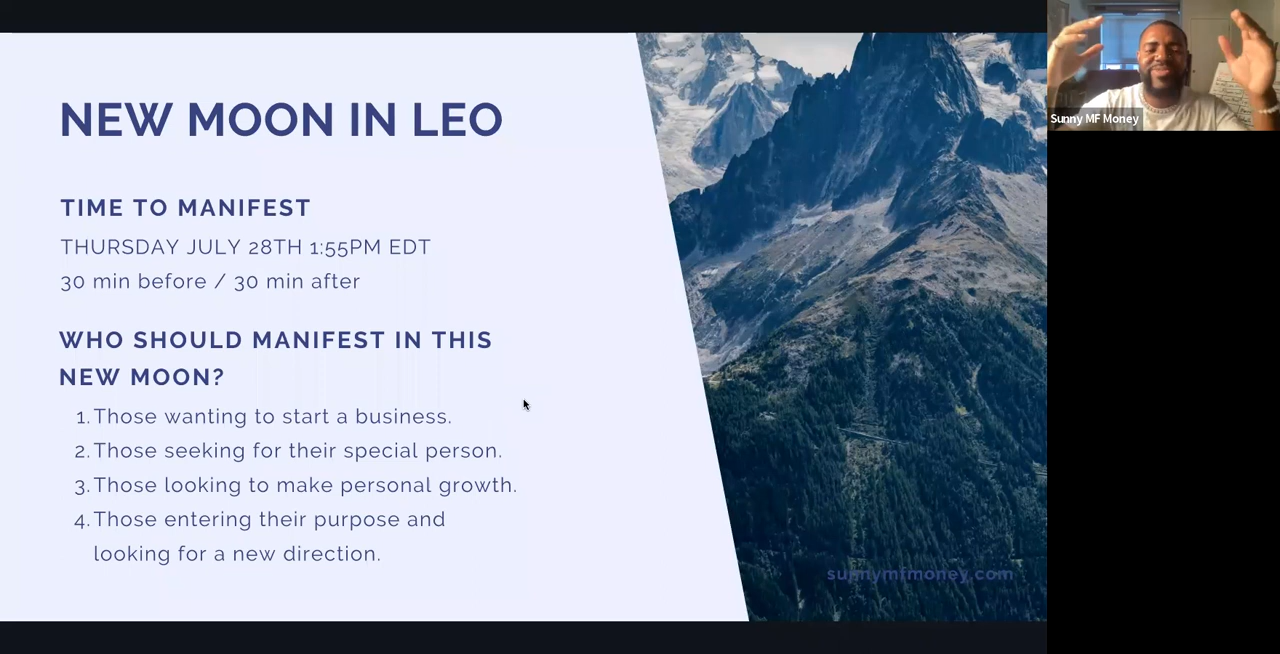 NEW MOON IN LEO
TIME TO MANIFEST
THURSDAY JULY 28TH 1:55PM EDT
30 min before / 30 min after
WHO SHOULD MANIFEST IN THIS
NEW MOON?
1. Those wanting to start a business.
2. Those seeking for their special person.
3. Those looking to make personal growth.
4. Those entering their purpose and
looking for a new direction.
sunnymfmoney.com
Sunny MF Money